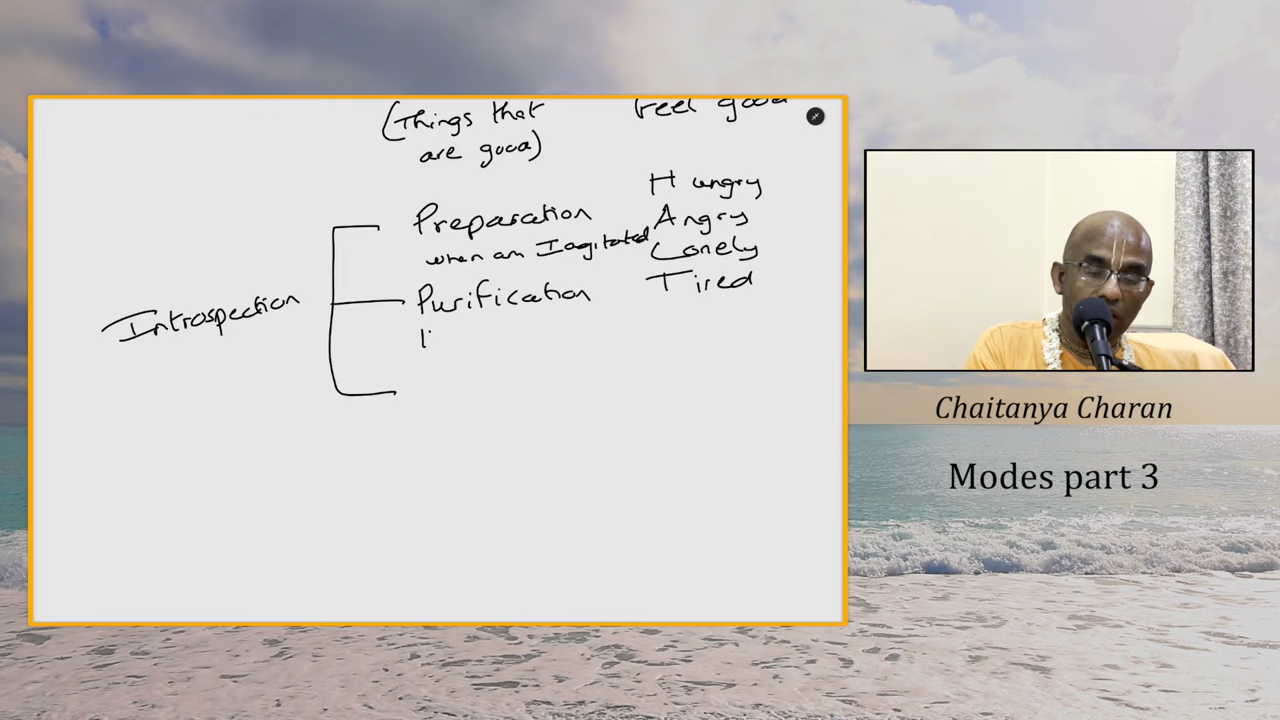 (Things that
are good)
feel good
Preparation
when am I agitated
Purification
Introspection
Hungry
Angry
Lonely
Tired
Chaitanya Charan
Modes part 3